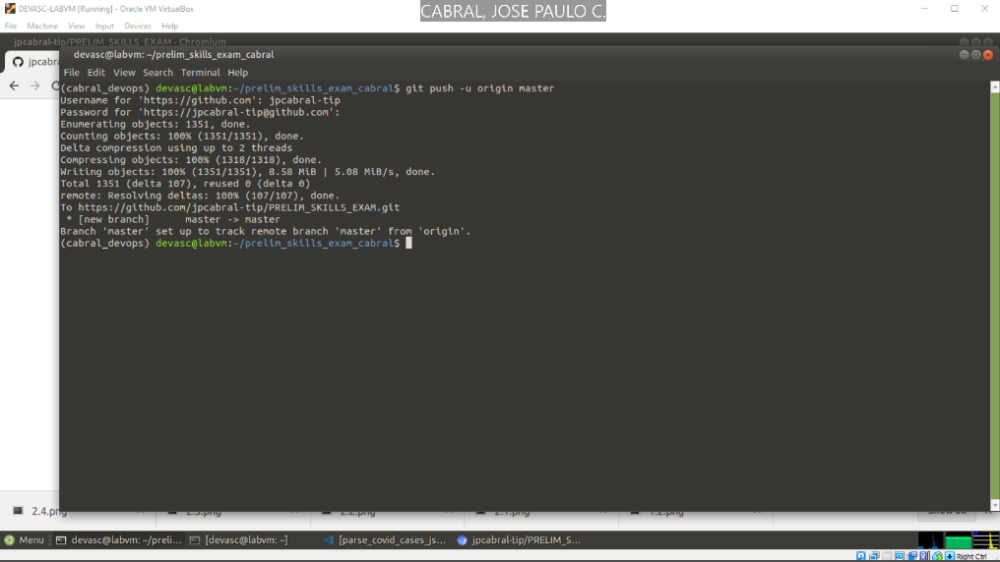 DEVASC-LABVM [Running] - Oracle VM VirtualBox
CABRAL, JOSE PAULO C.
File Machine View Input Devices Help
jpcabral-tip/PRELIM_SKILLS_EXAM - Chromium
jpcabra
devasc@labvm: ~/prelim_skills_exam_cabral
File Edit View Search Terminal Help
(cabral_devops) devasc@labvm:~/prelim_skills_exam_cabral$ git push -u origin master
Username for 'https://github.com': jpcabral-tip
Password for 'https://jpcabral-tip@github.com':
Enumerating objects: 1351, done.
Counting objects: 100% (1351/1351), done.
Delta compression using up to 2 threads
Compressing objects: 100% (1318/1318), done.
Writing objects: 100% (1351/1351), 8.58 MiB | 5.08 MiB/s, done.
Total 1351 (delta 107), reused 0 (delta 0)
remote: Resolving deltas: 100% (107/107), done.
To https://github.com/jpcabral-tip/PRELIM_SKILLS_EXAM.git
* [new branch] master -> master
Branch 'master' set up to track remote branch 'master' from 'origin'.
(cabral_devops) devasc@labvm:~/prelim_skills_exam_cabral$
2.4.png 2.2.png 2.1.png 1.2.png
Menu devasc@labvm: ~/preli... [devasc@labvm: ~] [parse_covid_cases_js... jpcabral-tip/PRELIM_S...
Right Ctrl